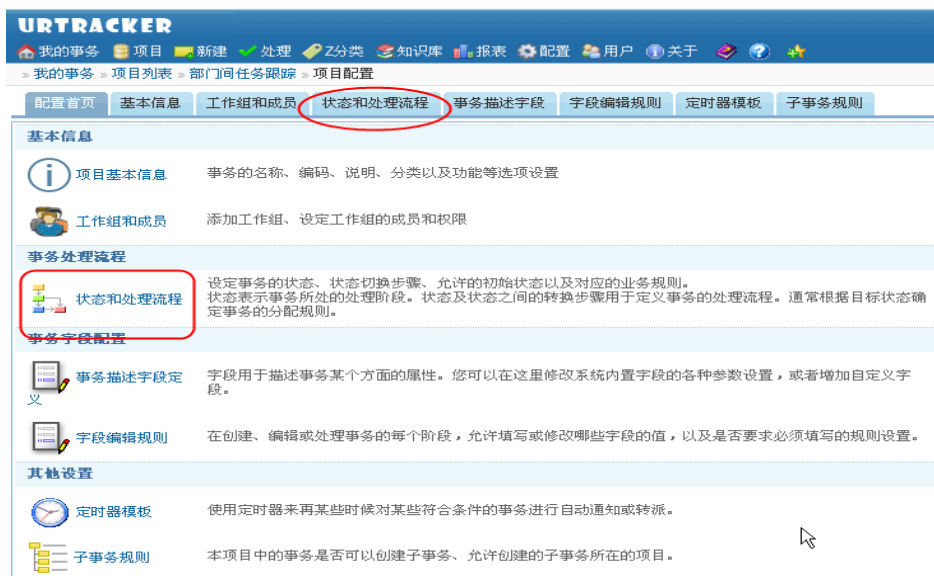 URTRACKER
我的事务 项目 新建 处理 Z分类 知识库 报表 配置 用户 关于
» 我的事务 » 项目列表 » 部门间任务跟踪 » 项目配置
配置首页 基本信息 工作组和成员 状态和处理流程 事务描述字段 字段编辑规则 定时器模板 子事务规则
基本信息
项目基本信息 事务的名称、编码、说明、分类以及功能等选项设置
工作组和成员 添加工作组、设定工作组的成员和权限
事务处理流程
状态和处理流程
设定事务的状态、状态切换步骤、允许的初始状态以及对应的业务规则。
状态表示事务所处的处理阶段。状态及状态之间的转换步骤用于定义事务的处理流程。通常根据目标状态确
定事务的分配规则。
事务字段配置
事务描述字段定
义
字段用于描述事务某个方面的属性。您可以在这里修改系统内置字段的各种参数设置，或者增加自定义字
段。
字段编辑规则 在创建、编辑或处理事务的每个阶段，允许填写或修改哪些字段的值，以及是否要求必须填写的规则设置。
其他设置
定时器模板 使用定时器来再某些时候对某些符合条件的事务进行自动通知或转派。
子事务规则 本项目中的事务是否可以创建子事务、允许创建的子事务所在的项目。